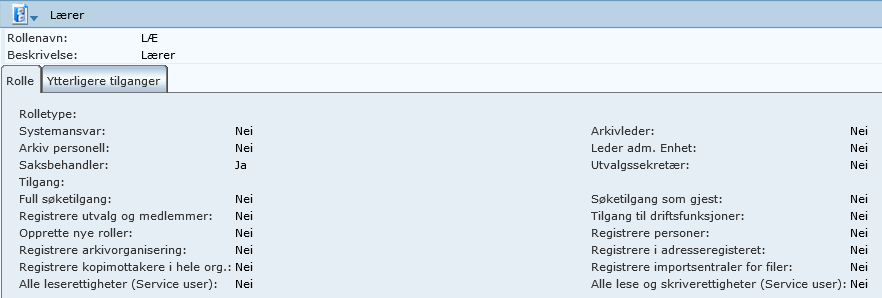 Lærer
Rollenavn: LÆ
Beskrivelse: Lærer
Rolle Ytterligere tilganger
Rolletype:
Systemansvar: Nei Arkivleder: Nei
Arkiv personell: Nei Leder adm. Enhet: Nei
Saksbehandler: Ja Utvalgssekretær: Nei
Tilgang:
Full søketilgang: Nei Søketilgang som gjest: Nei
Registrere utvalg og medlemmer: Nei Tilgang til driftsfunksjoner: Nei
Opprette nye roller: Nei Registrere personer: Nei
Registrere arkivorganisering: Nei Registrere i adresseregisteret: Nei
Registrere kopimottakere i hele org.: Nei Registrere importsentraler for filer: Nei
Alle leserettigheter (Service user): Nei Alle lese og skriverettigheter (Service user): Nei